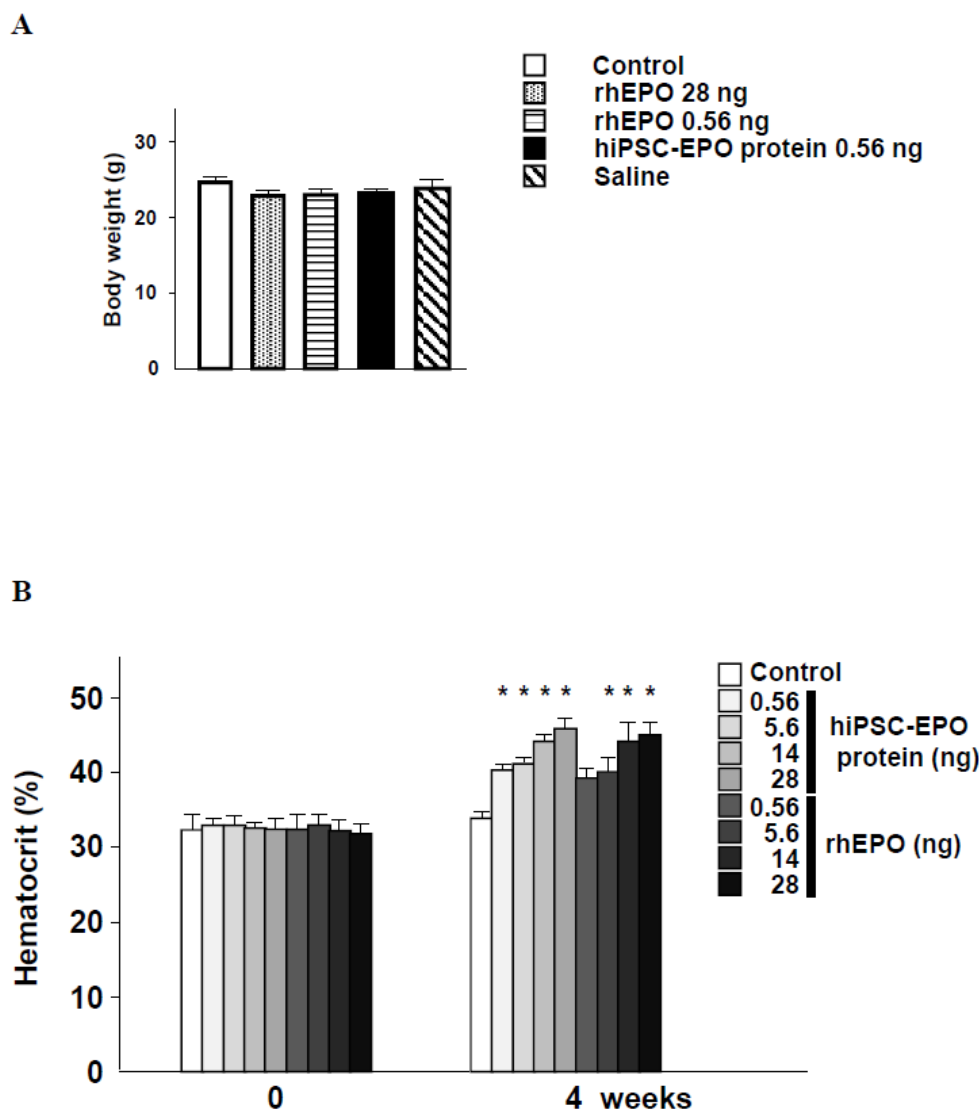 A
Control
rhEPO 28 ng
rhEPO 0.56 ng
hiPSC-EPO protein 0.56 ng
Saline
Body weight (g)
30
20
10
0
B
Hematocrit (%)
50
40
30
20
10
0
* * * * * * *
0
4 weeks
Control
0.56
5.6
14
28
hiPSC-EPO
protein (ng)
0.56
5.6
14
28
rhEPO (ng)